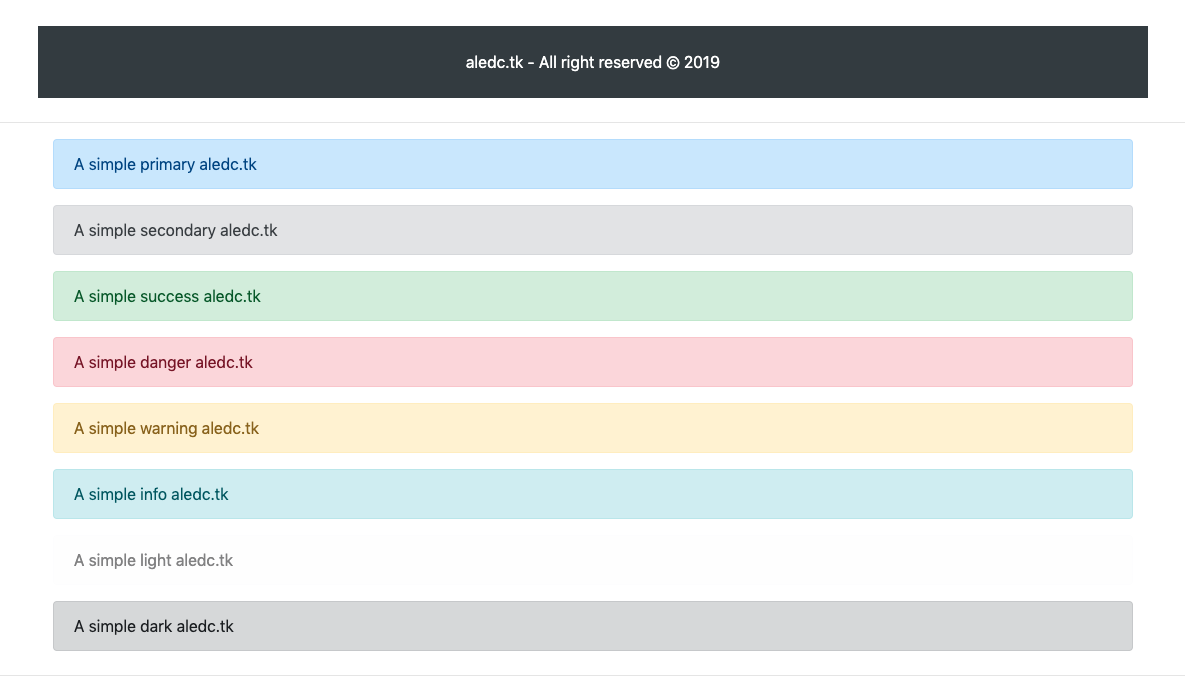 aledc.tk - All right reserved © 2019
A simple primary aledc.tk
A simple secondary aledc.tk
A simple success aledc.tk
A simple danger aledc.tk
A simple warning aledc.tk
A simple info aledc.tk
A simple light aledc.tk
A simple dark aledc.tk